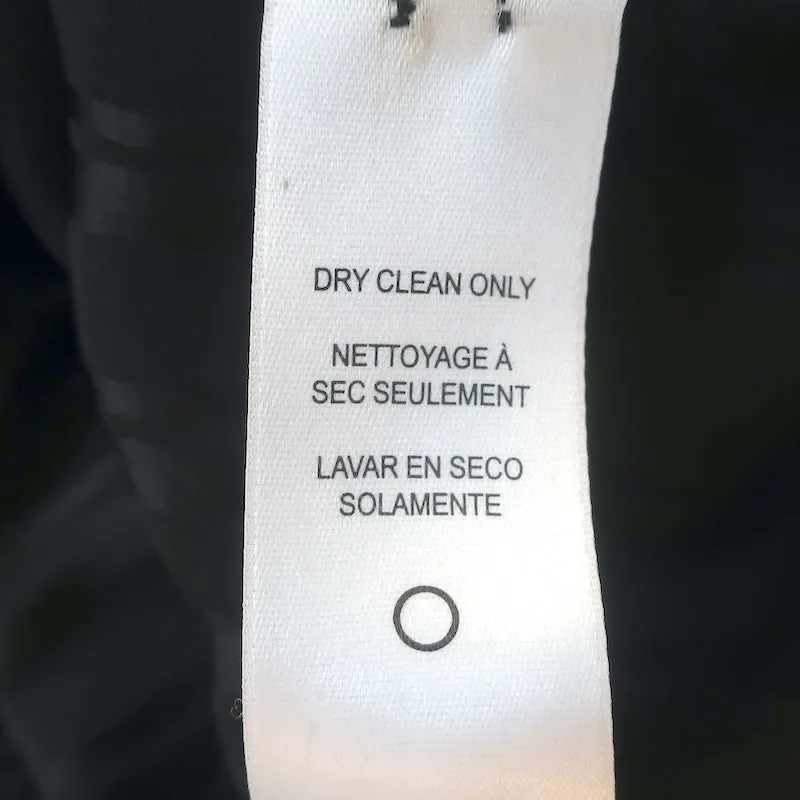 DRY CLEAN ONLY
NETTOYAGE À
SEC SEULEMENT
LAVAR EN SECO
SOLAMENTE